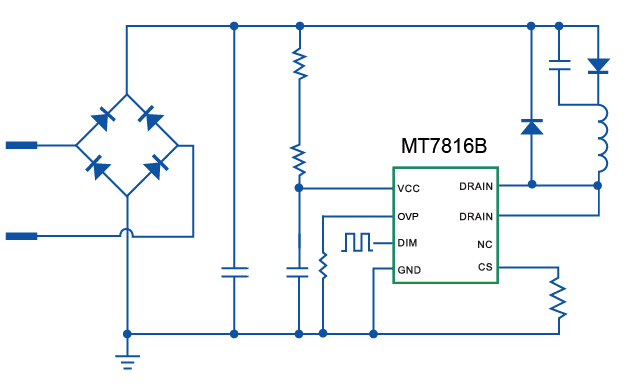 MT7816B
VCC
DRAIN
OVP
DRAIN
DIM
NC
GND
CS